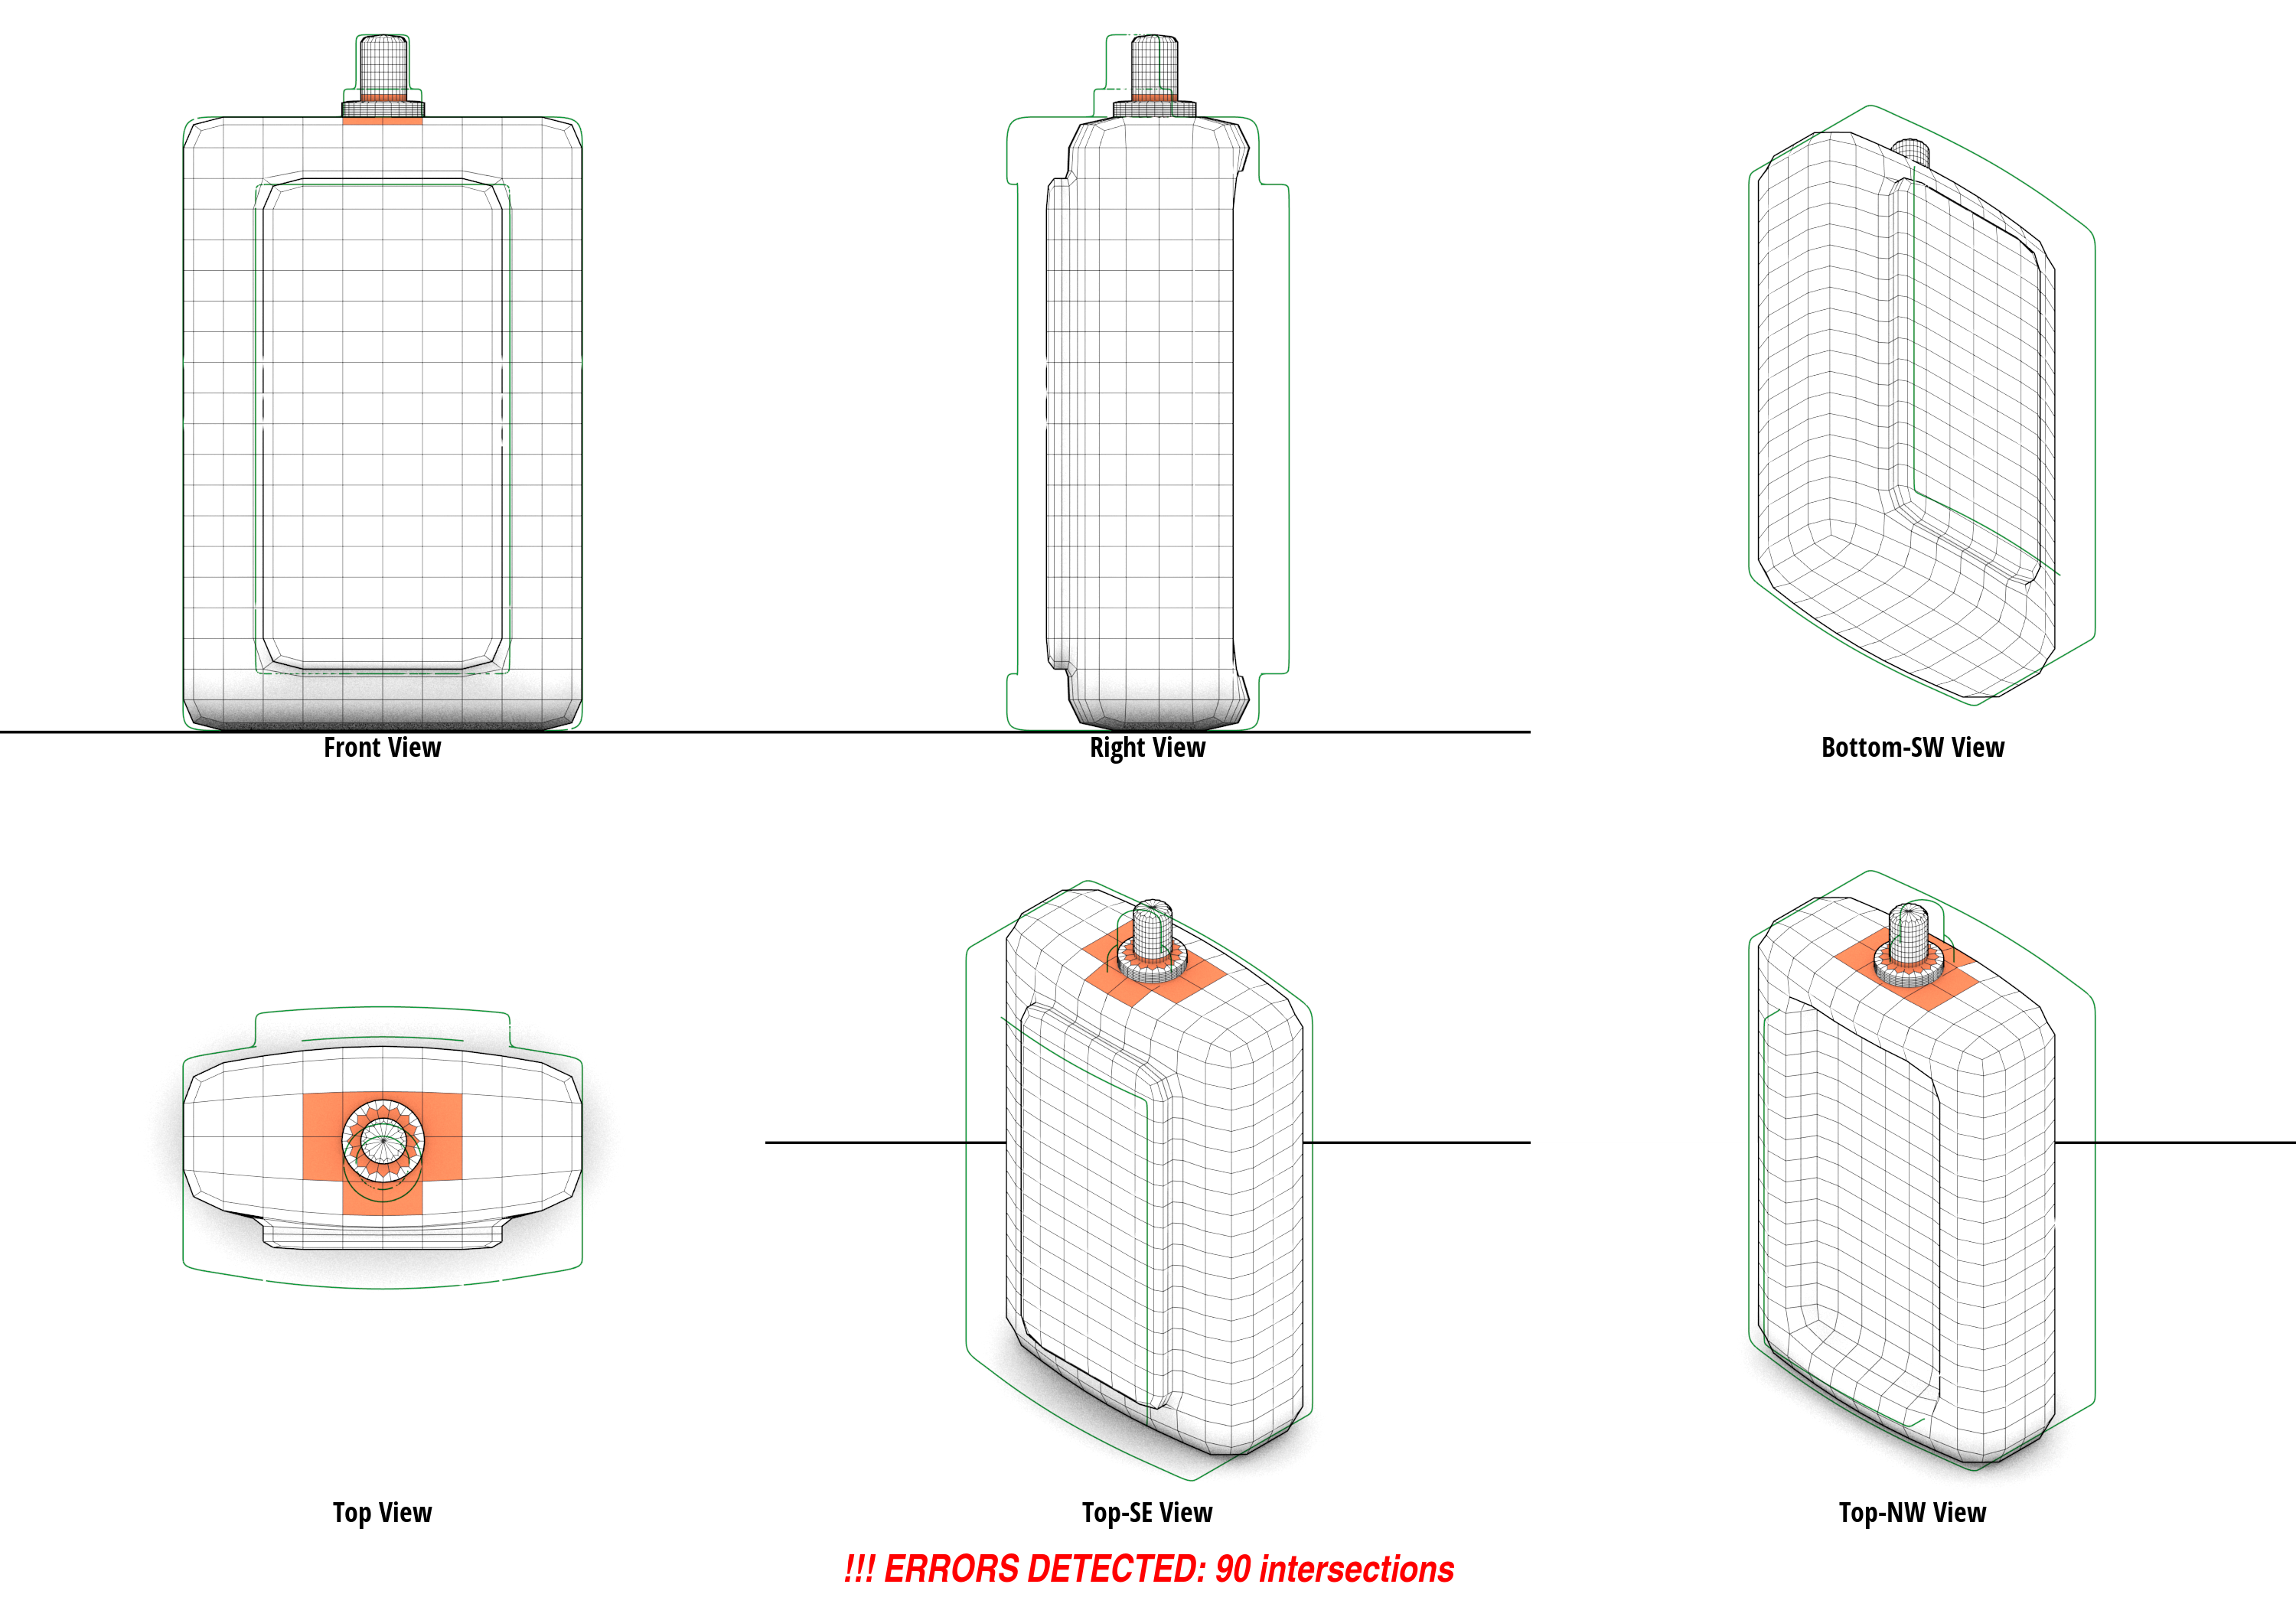 Front View
Right View
Bottom-SW View
Top View
Top-SE View
Top-NW View
!!! ERRORS DETECTED: 90 intersections